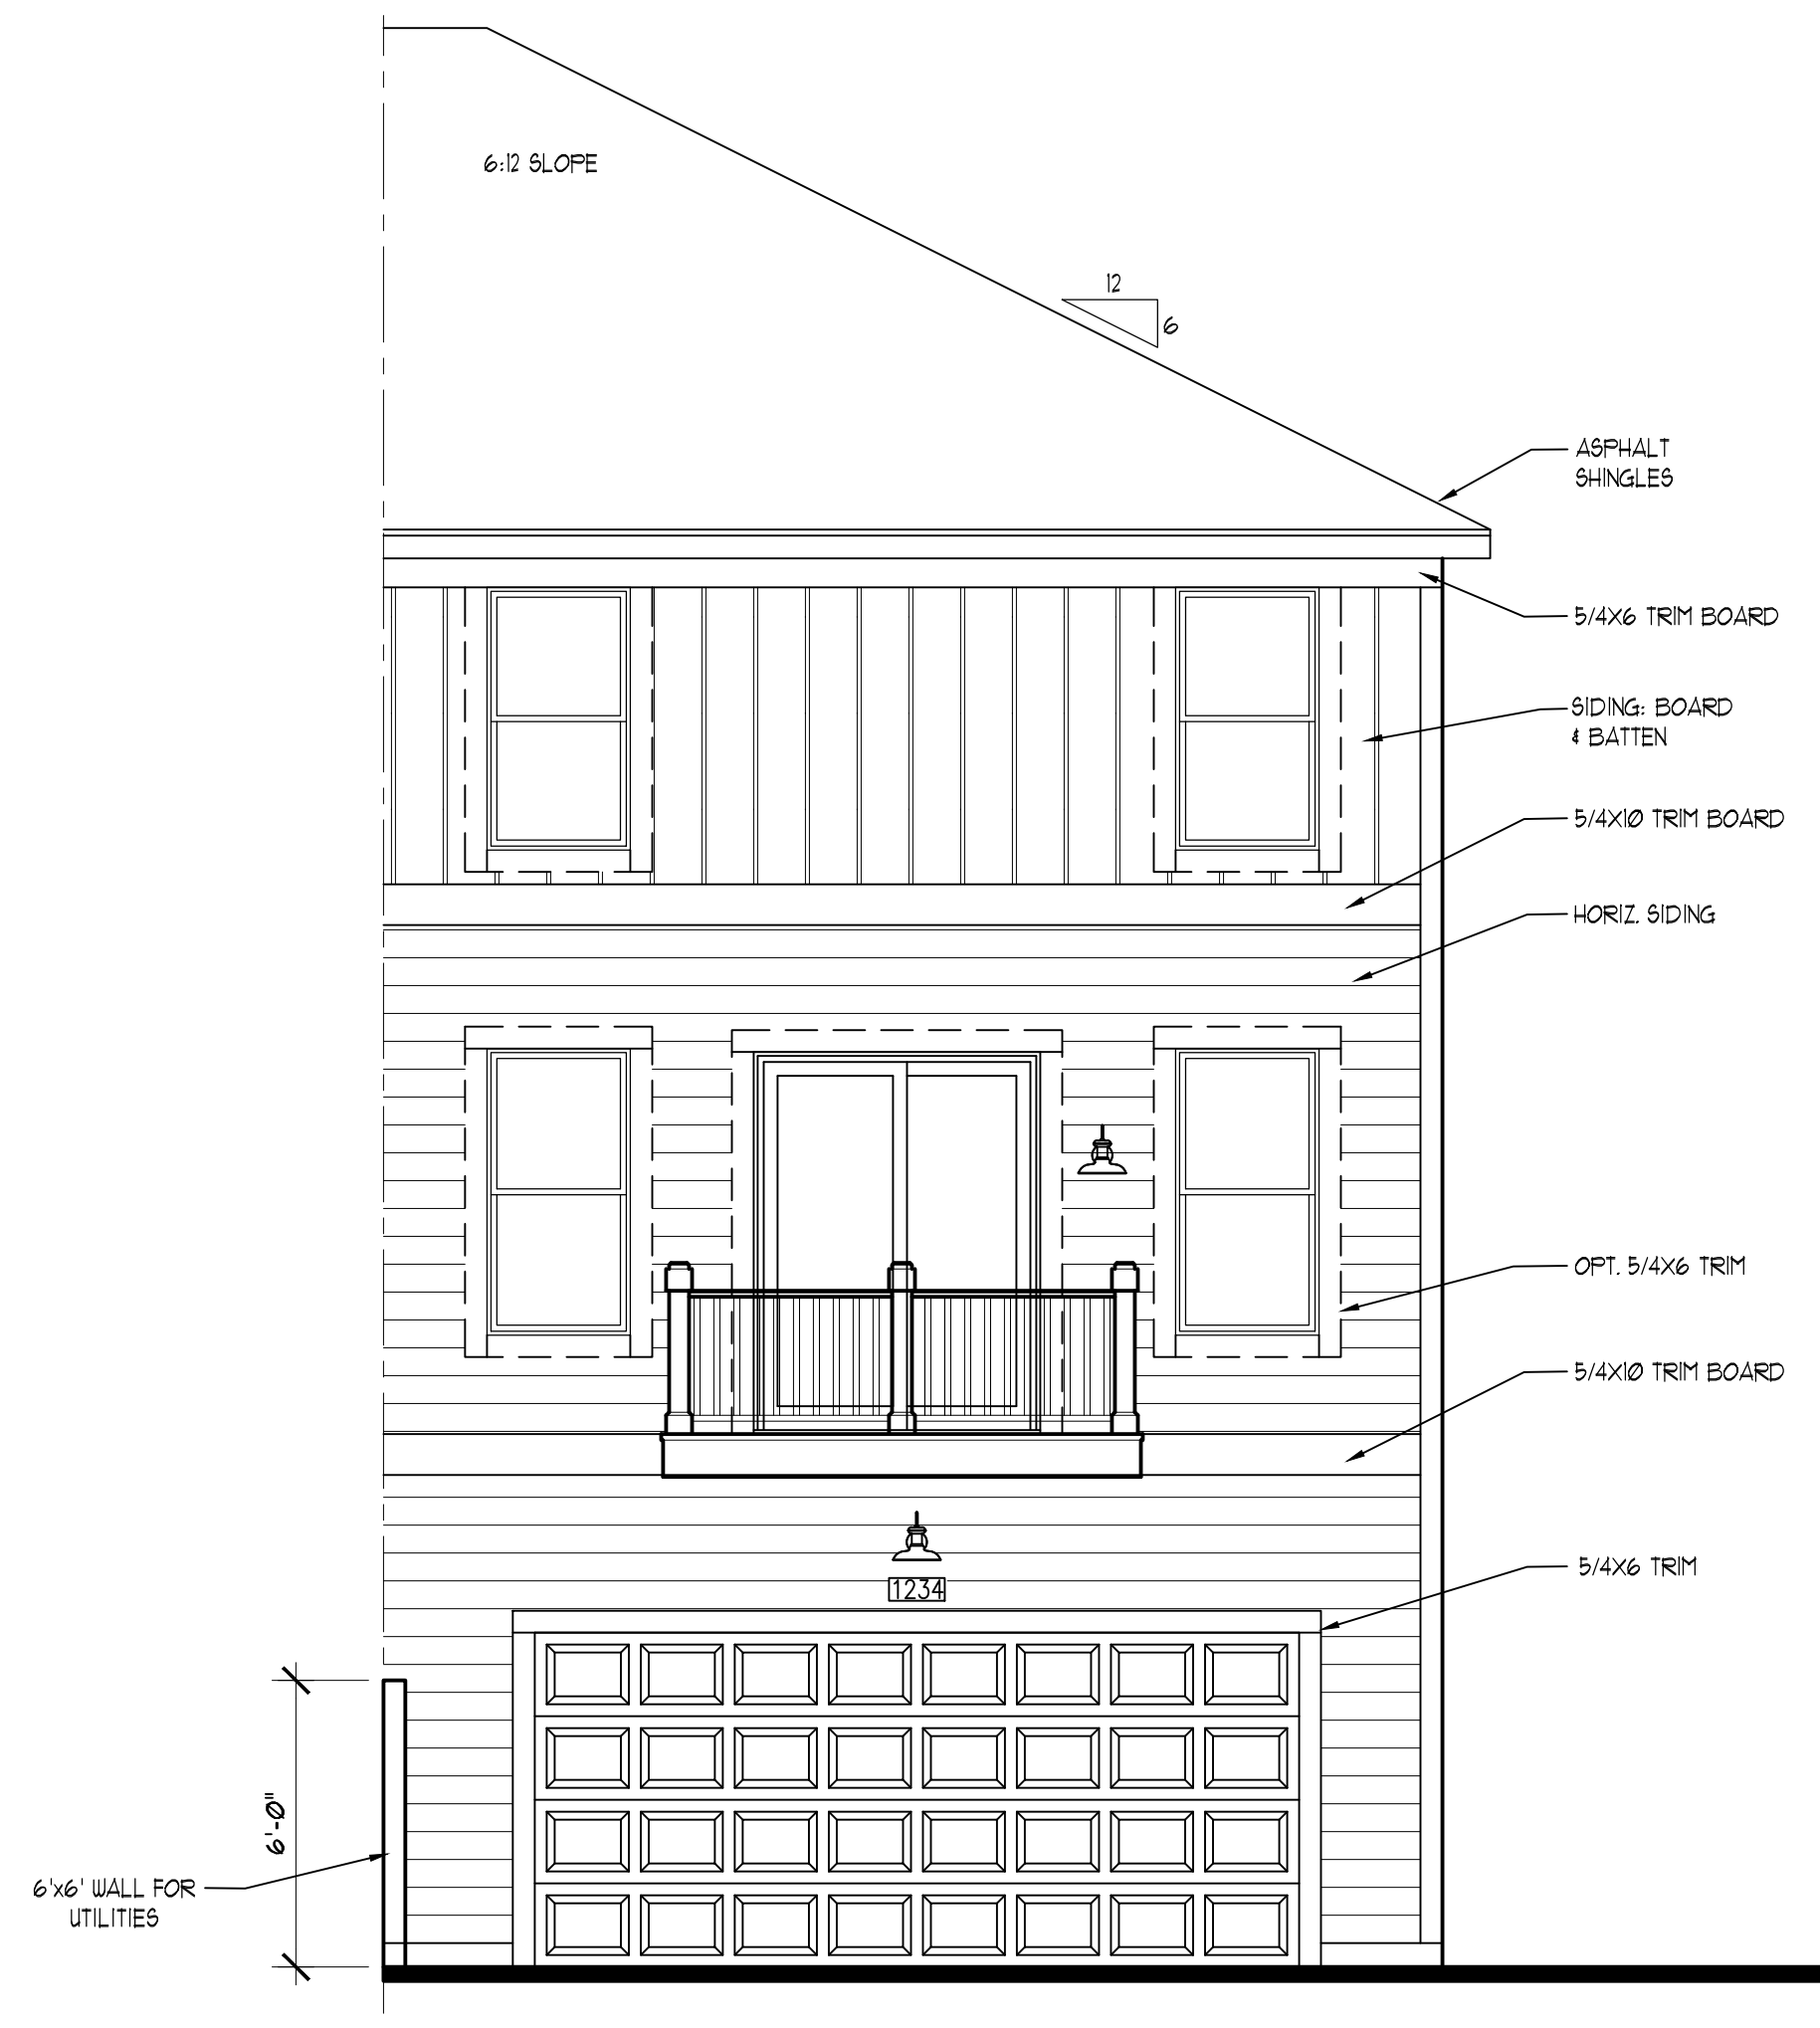 6:12 SLOPE
12
6
ASPHALT
SHINGLES
5/4X6 TRIM BOARD
SIDING: BOARD
& BATTEN
5/4X10 TRIM BOARD
HORIZ. SIDING
OPT. 5/4X6 TRIM
5/4X10 TRIM BOARD
5/4X6 TRIM
1234
6'-0"
6'x6' WALL FOR
UTILITIES